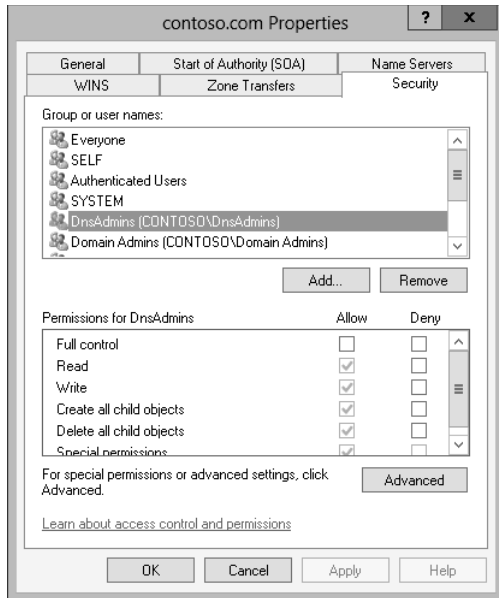 contoso.com Properties
? x
General Start of Authority (SOA) Name Servers
WINS Zone Transfers Security
Group or user names:
Everyone
SELF
Authenticated Users
SYSTEM
DnsAdmins (CONTOSO\DnsAdmins)
Domain Admins (CONTOSO\Domain Admins)
Add... Remove
Permissions for DnsAdmins Allow Deny
Full control
Read
Write
Create all child objects
Delete all child objects
Special permissions
For special permissions or advanced settings, click
Advanced.
Advanced
Learn about access control and permissions
OK Cancel Apply Help